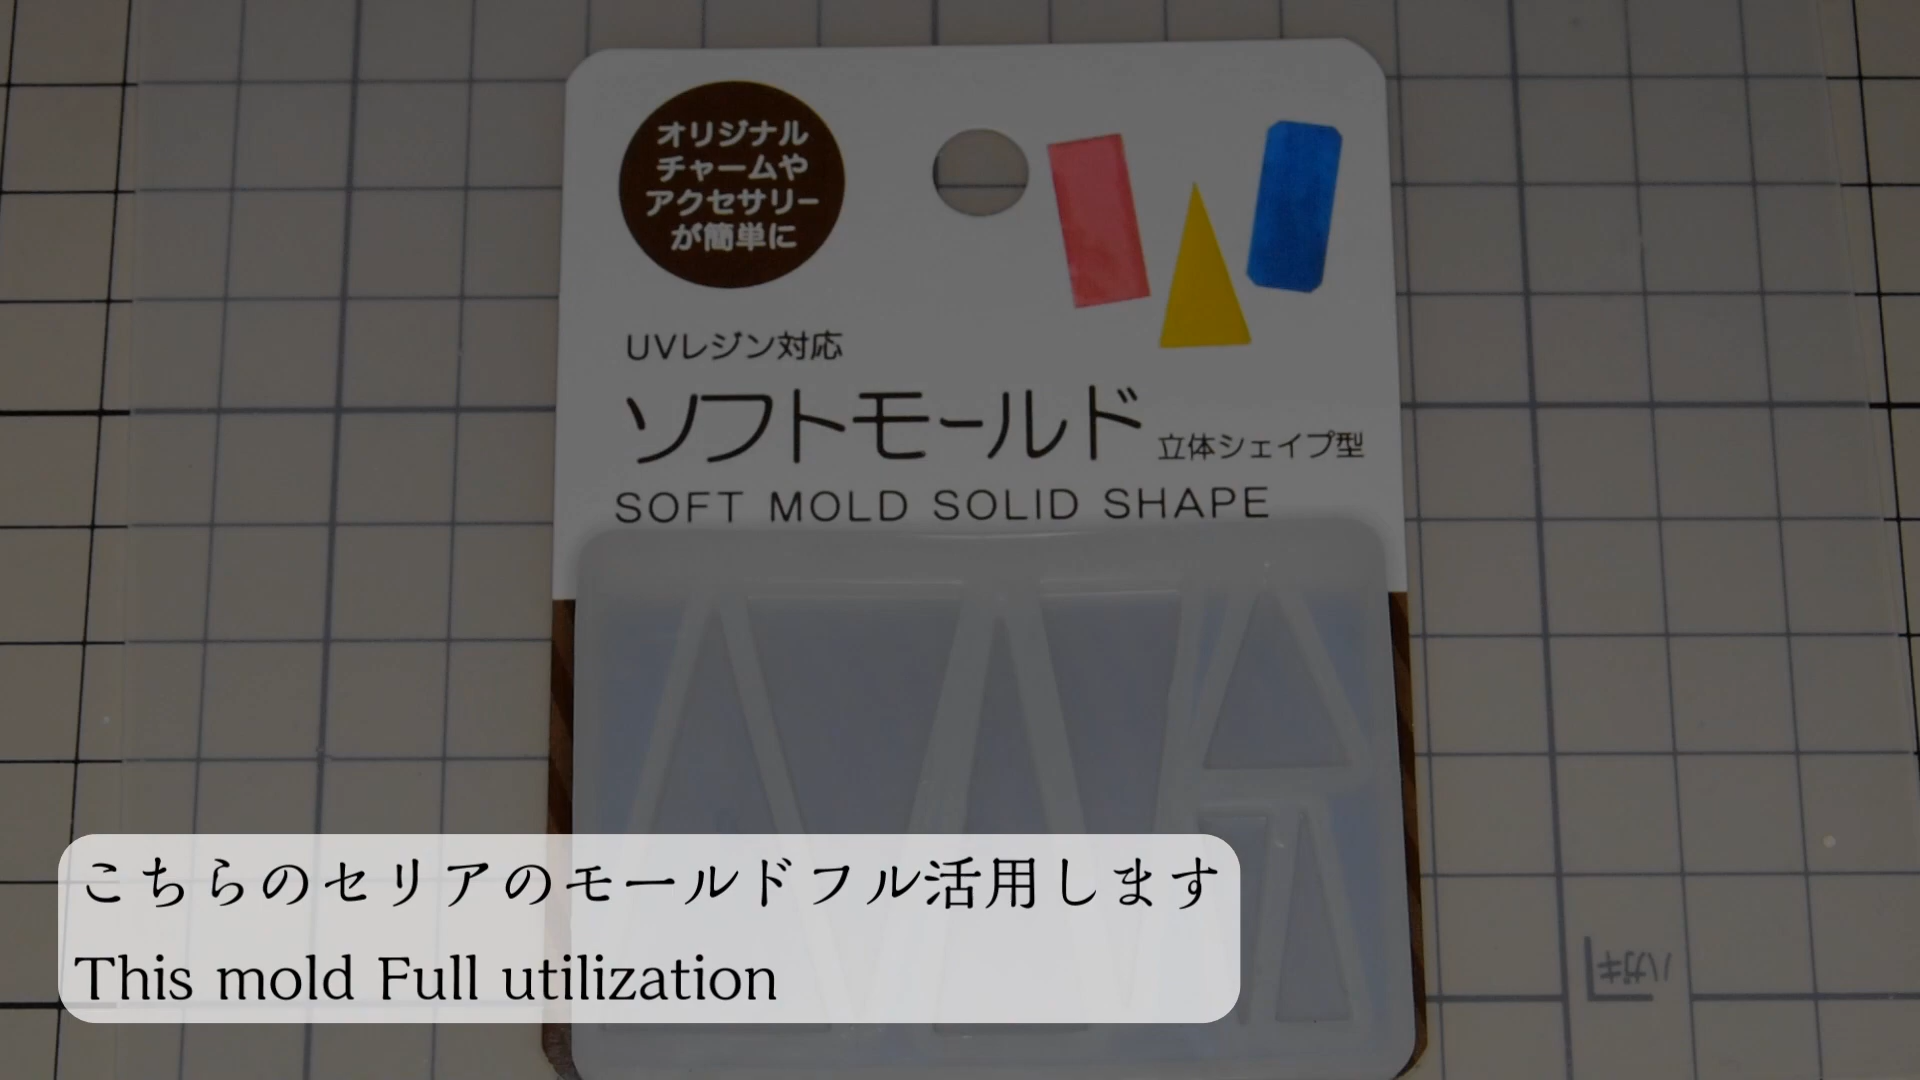 オリジナル
チャームや
アクセサリー
が簡単に
UVレジン対応
ソフトモールド 立体シェイプ型
SOFT MOLD SOLID SHAPE
こちらのセリアのモールドフル活用します
This mold Full utilization
ハガキ